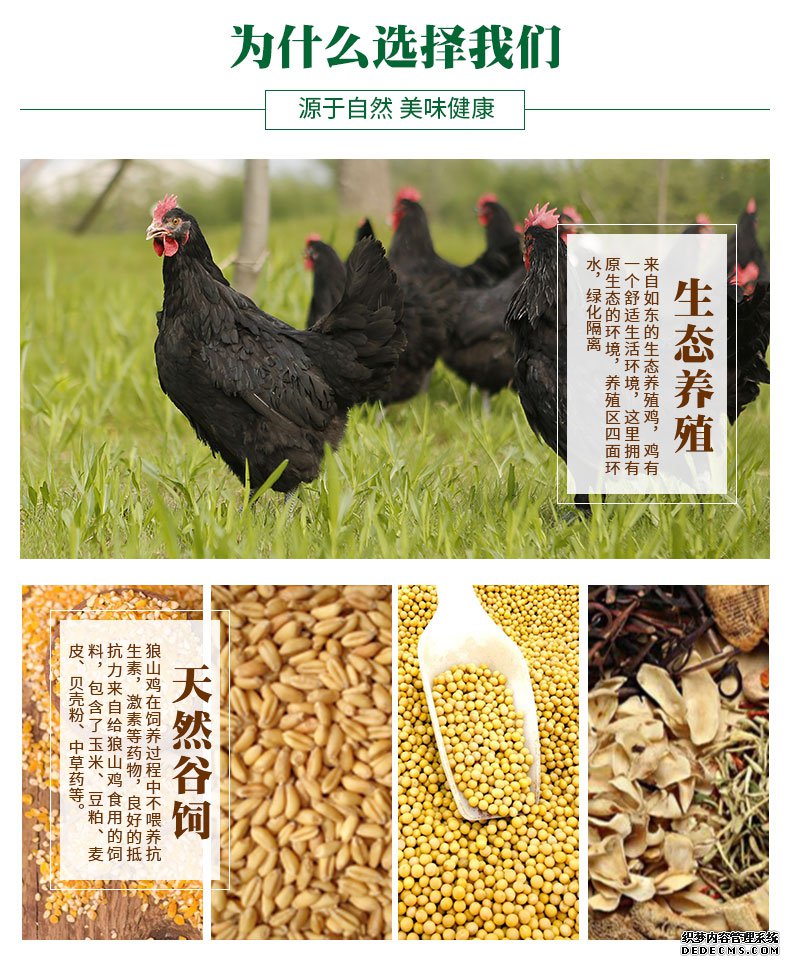 为什么选择我们
源于自然 美味健康
生态养殖
来自如东的生态养殖鸡，鸡有
一个舒适生活环境，这里拥有
原生态的环境，养殖区四面环
水，绿化隔离
天然谷饲
狼山鸡在饲养过程中不喂养抗
生素，激素等药物，良好的抵
抗力来自给狼山鸡食用的饲
料，包含了玉米、豆粕、麦
皮、贝壳粉、中草药等。
织梦内容管理系统
DEDECMS.COM